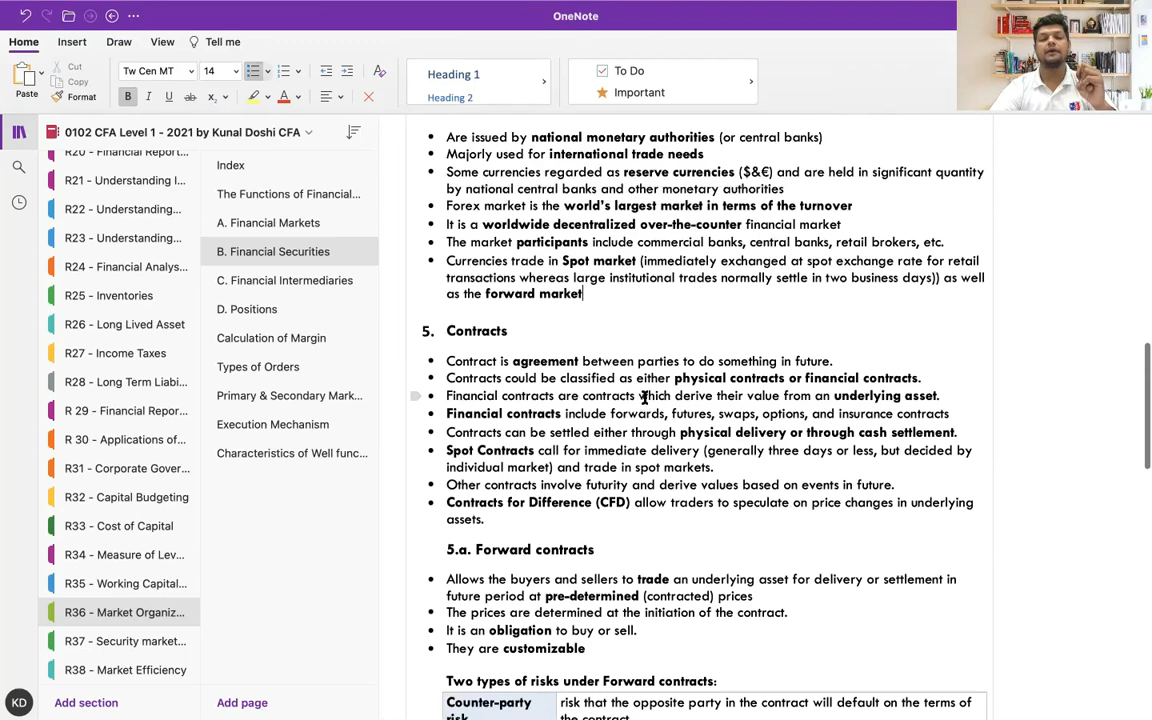 OneNote
Home Insert Draw View Tell me
Paste
Cut
Copy
Format
Tw Cen MT 14
B I U ab x₂ A
Heading 1
Heading 2
To Do
Important
0102 CFA Level 1 - 2021 by Kunal Doshi CFA
R20 - Financial Report...
R21 - Understanding I...
R22 - Understanding...
R23 - Understanding...
R24 - Financial Analys...
R25 - Inventories
R26 - Long Lived Asset
R27 - Income Taxes
R28 - Long Term Liabi...
R 29 - Financial Report...
R 30 - Applications of...
R31 - Corporate Gover...
R32 - Capital Budgeting
R33 - Cost of Capital
R34 - Measure of Lev...
R35 - Working Capital...
R36 - Market Organiz...
R37 - Security market...
R38 - Market Efficiency
Add section
KD
Index
The Functions of Financial...
A. Financial Markets
B. Financial Securities
C. Financial Intermediaries
D. Positions
Calculation of Margin
Types of Orders
Primary & Secondary Mark...
Execution Mechanism
Characteristics of Well func...
Add page
• Are issued by national monetary authorities (or central banks)
• Majorly used for international trade needs
• Some currencies regarded as reserve currencies ($&€) and are held in significant quantity
by national central banks and other monetary authorities
• Forex market is the world's largest market in terms of the turnover
• It is a worldwide decentralized over-the-counter financial market
• The market participants include commercial banks, central banks, retail brokers, etc.
• Currencies trade in Spot market (immediately exchanged at spot exchange rate for retail
transactions whereas large institutional trades normally settle in two business days)) as well
as the forward market
5. Contracts
• Contract is agreement between parties to do something in future.
• Contracts could be classified as either physical contracts or financial contracts.
• Financial contracts are contracts which derive their value from an underlying asset.
• Financial contracts include forwards, futures, swaps, options, and insurance contracts
• Contracts can be settled either through physical delivery or through cash settlement.
• Spot Contracts call for immediate delivery (generally three days or less, but decided by
individual market) and trade in spot markets.
• Other contracts involve futurity and derive values based on events in future.
• Contracts for Difference (CFD) allow traders to speculate on price changes in underlying
assets.
5.a. Forward contracts
• Allows the buyers and sellers to trade an underlying asset for delivery or settlement in
future period at pre-determined (contracted) prices
• The prices are determined at the initiation of the contract.
• It is an obligation to buy or sell.
• They are customizable
Two types of risks under Forward contracts:
Counter-party risk that the opposite party in the contract will default on the terms of
risk the contract